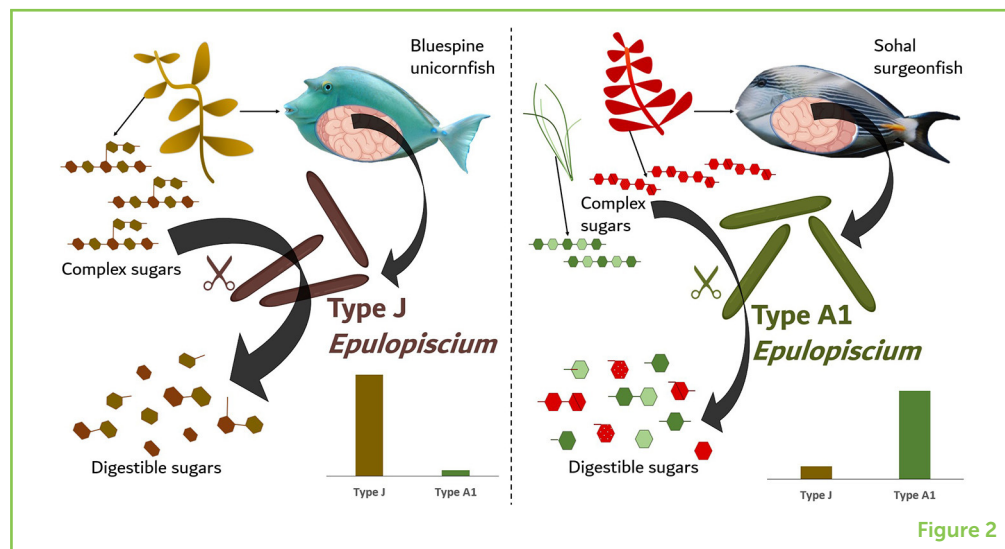 Bluespine
unicornfish
Complex sugars
Type J
Epulopiscium
Digestible sugars
Type J
Type A1
Sohal
surgeonfish
Complex
sugars
Type A1
Epulopiscium
Digestible sugars
Type J
Type A1
Figure 2